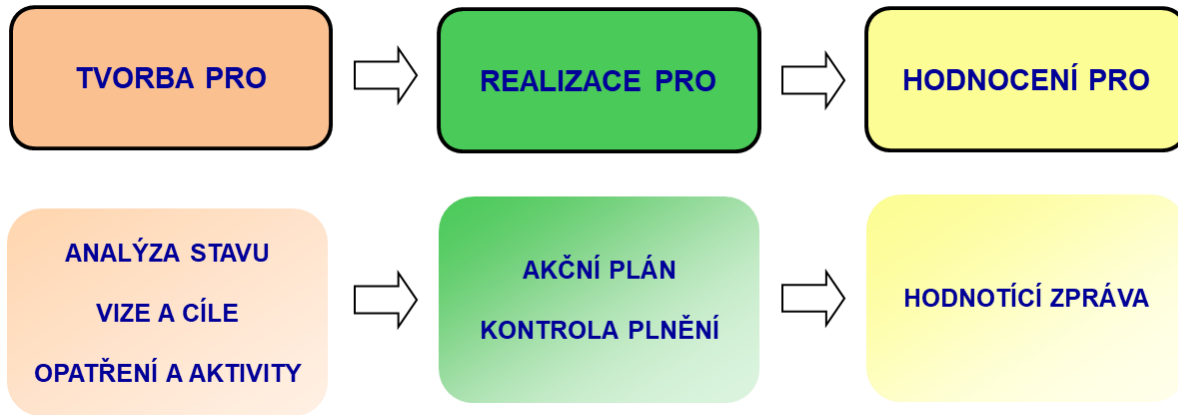 TVORBA PRO
REALIZACE PRO
HODNOCENÍ PRO
ANALÝZA STAVU
VIZE A CÍLE
OPATŘENÍ A AKTIVITY
AKČNÍ PLÁN
KONTROLA PLNĚNÍ
HODNOTÍCÍ ZPRÁVA